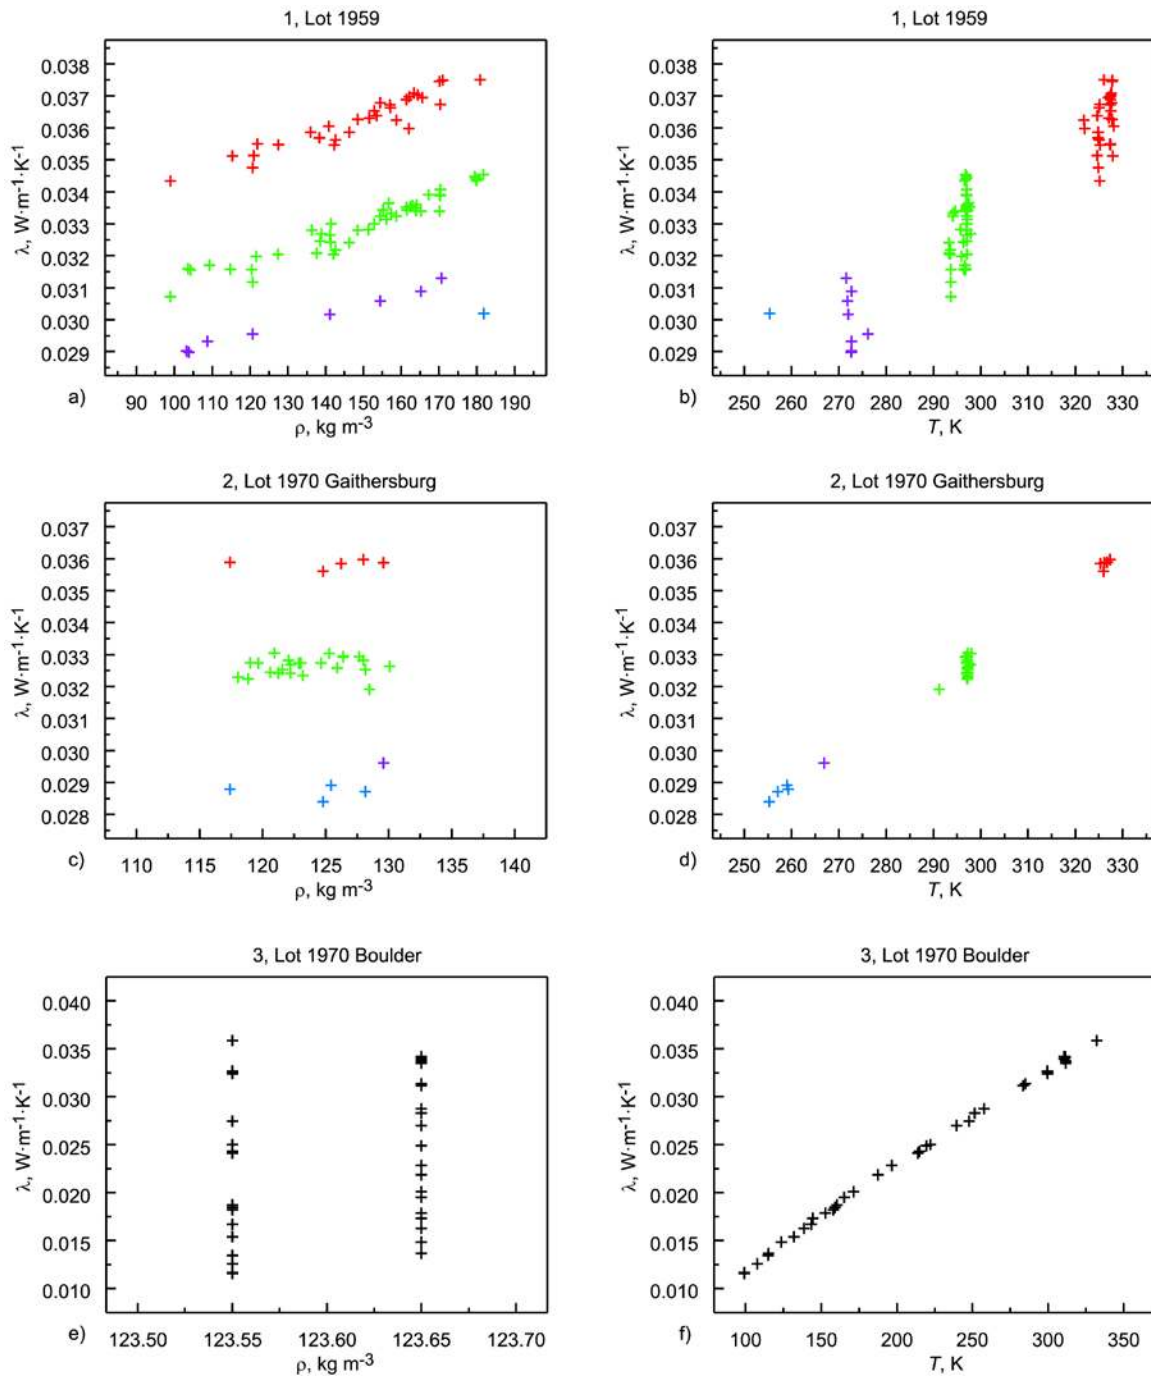 1, Lot 1959
0.038
0.037
0.036
0.035
0.034
0.033
0.032
0.031
0.030
0.029
λ, W·m⁻¹·K⁻¹
a)
90 100 110 120 130 140 150 160 170 180 190
ρ, kg m⁻³
1, Lot 1959
0.038
0.037
0.036
0.035
0.034
0.033
0.032
0.031
0.030
0.029
λ, W·m⁻¹·K⁻¹
b)
250 260 270 280 290 300 310 320 330
T, K
2, Lot 1970 Gaithersburg
0.037
0.036
0.035
0.034
0.033
0.032
0.031
0.030
0.029
0.028
λ, W·m⁻¹·K⁻¹
c)
110 115 120 125 130 135 140
ρ, kg m⁻³
2, Lot 1970 Gaithersburg
0.037
0.036
0.035
0.034
0.033
0.032
0.031
0.030
0.029
0.028
λ, W·m⁻¹·K⁻¹
d)
250 260 270 280 290 300 310 320 330
T, K
3, Lot 1970 Boulder
0.040
0.035
0.030
0.025
0.020
0.015
0.010
λ, W·m⁻¹·K⁻¹
e)
123.50 123.55 123.60 123.65 123.70
ρ, kg m⁻³
3, Lot 1970 Boulder
0.040
0.035
0.030
0.025
0.020
0.015
0.010
λ, W·m⁻¹·K⁻¹
f)
100 150 200 250 300 350
T, K